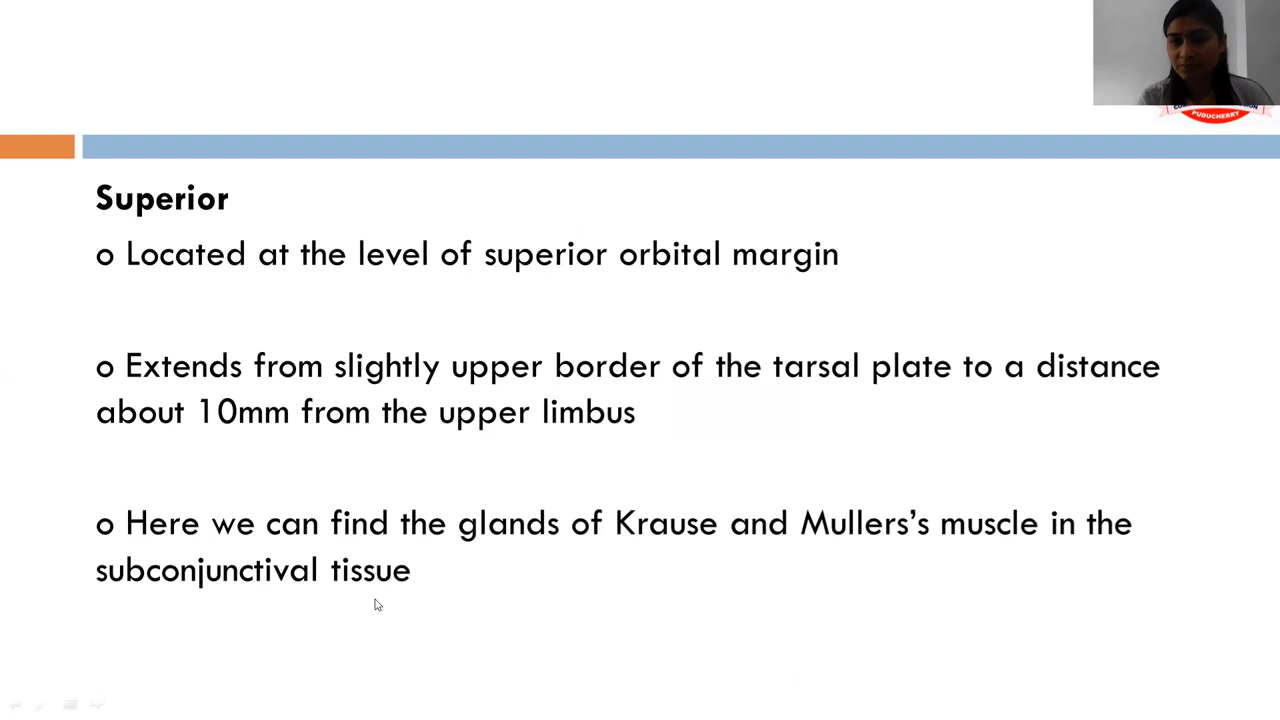 PUDUCHERRY
Superior
o Located at the level of superior orbital margin
o Extends from slightly upper border of the tarsal plate to a distance
about 10mm from the upper limbus
o Here we can find the glands of Krause and Mullers's muscle in the
subconjunctival tissue